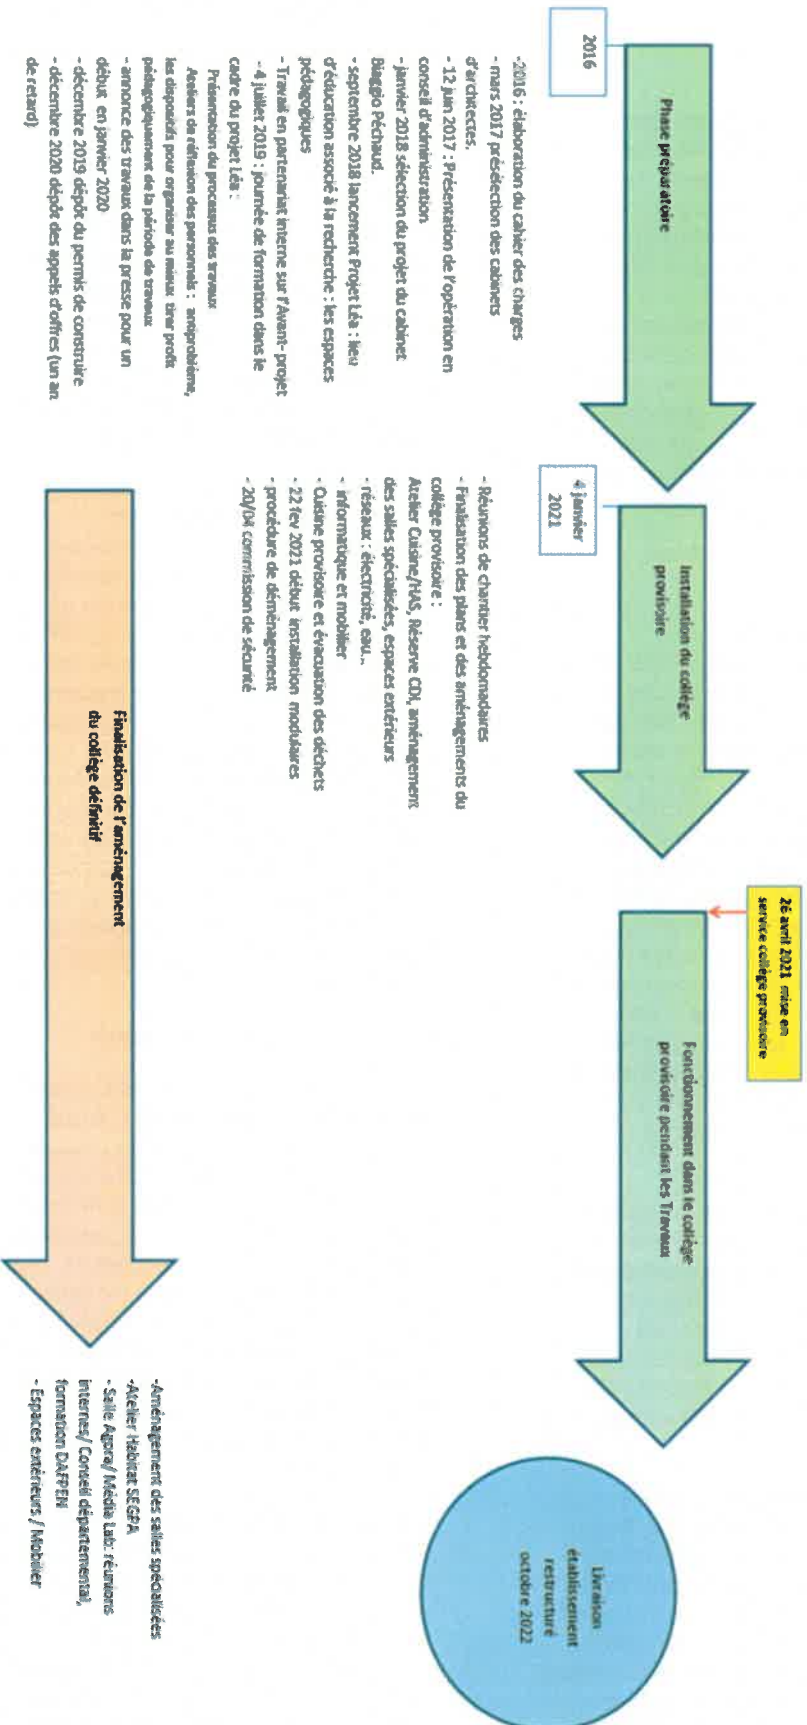 2016
Phase préparatoire
-2016 : élaboration du cahier des charges
- mars 2017 présélection des cabinets
d'architectes.
- 12 juin 2017 : Présentation de l'opération en
conseil d'administration
- janvier 2018 sélection du projet du cabinet
Biaggio Péchaud.
- septembre 2018 lancement Projet Léa : lieu
d'éducation associé à la recherche : les espaces
pédagogiques
- Travail en partenariat interne sur l'Avant- projet
- 4 juillet 2019 : journée de formation dans le
cadre du projet Léa :
Présentation du processus des travaux
Ateliers de réflexion des personnels : antiproblème,
les dispositifs pour organiser au mieux tirer profit
pédagogiquement de la période de travaux
- annonce des travaux dans la presse pour un
début en janvier 2020
- décembre 2019 dépôt du permis de construire
- décembre 2020 dépôt des appels d'offres (un an
de retard)
4 janvier
2021
Installation du collège
provisoire
- Réunions de chantier hebdomadaires
- Finalisation des plans et des aménagements du
collège provisoire :
Atelier Cuisine/HAS, Réserve CDI, aménagement
des salles spécialisées, espaces extérieurs
- réseaux : électricité, eau...
- informatique et mobilier
- Cuisine provisoire et évacuation des déchets
- 22 fev 2021 début installation modulaires
- procédure de déménagement
- 20/04 commission de sécurité
26 avril 2021 mise en
service collège provisoire
Fonctionnement dans le collège
provisoire pendant les Travaux
Livraison
établissement
restructuré
octobre 2022
Finalisation de l'aménagement
du collège définitif
-Aménagement des salles spécialisées
-Atelier Habitat SEGPA
- Salle Agora/ Média Lab: réunions
internes/ Conseil départemental,
formation DAFPEN
- Espaces extérieurs / Mobilier